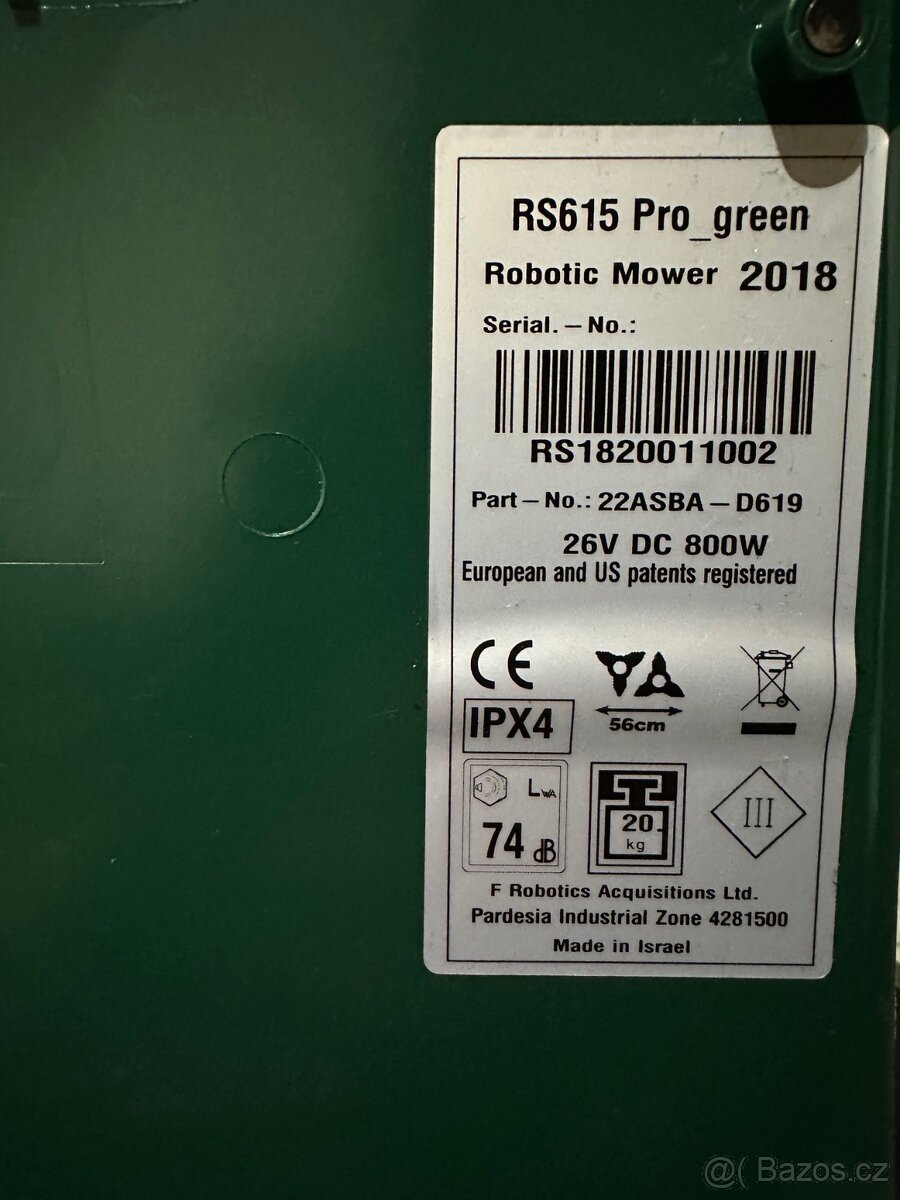 RS615 Pro_green
Robotic Mower 2018
Serial. – No.:
RS1820011002
Part – No.: 22ASBA – D619
26V DC 800W
European and US patents registered
CE
IPX4
56cm
LWA
74 dB
20.
kg
III
F Robotics Acquisitions Ltd.
Pardesia Industrial Zone 4281500
Made in Israel
@( Bazos.cz